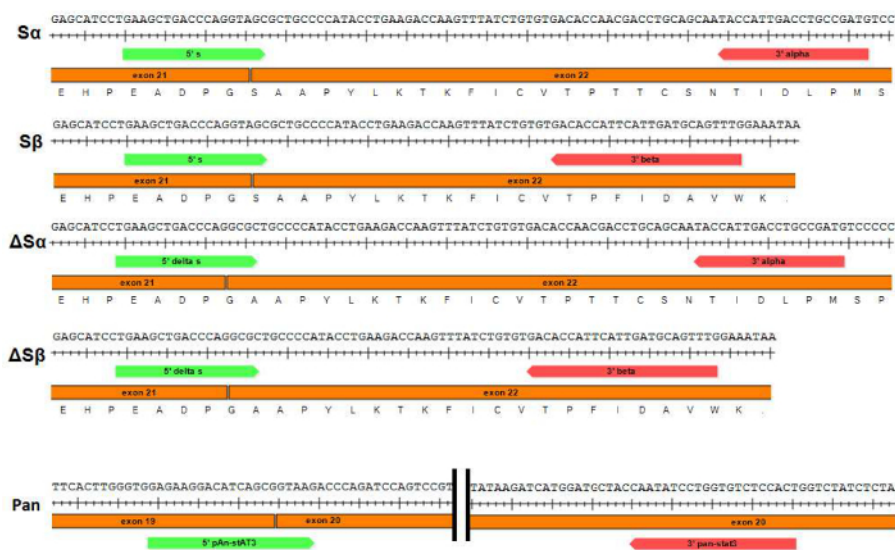 Sα
GAGCATCCTGAAGCTGACCCAGGTAGCGCTGCCCCATACCTGAAGACCAAGTTTATCTGTGTGACACCAACGACCTGCAGCAATACCATTGACCTGCCGATGTCC
5' s
3' alpha
exon 21
exon 22
E H P E A D P G S A A P Y L K T K F I C V T P T T C S N T I D L P M S
Sβ
GAGCATCCTGAAGCTGACCCAGGTAGCGCTGCCCCATACCTGAAGACCAAGTTTATCTGTGTGACACCATTCATTGATGCAGTTTGGAAATAA
5' s
3' beta
exon 21
exon 22
E H P E A D P G S A A P Y L K T K F I C V T P F I D A V W K .
ΔSα
GAGCATCCTGAAGCTGACCCAGGCGCTGCCCCATACCTGAAGACCAAGTTTATCTGTGTGACACCAACGACCTGCAGCAATACCATTGACCTGCCGATGTCCCCC
5' delta s
3' alpha
exon 21
exon 22
E H P E A D P G A A P Y L K T K F I C V T P T T C S N T I D L P M S P
ΔSβ
GAGCATCCTGAAGCTGACCCAGGCGCTGCCCCATACCTGAAGACCAAGTTTATCTGTGTGACACCATTCATTGATGCAGTTTGGAAATAA
5' delta s
3' beta
exon 21
exon 22
E H P E A D P G A A P Y L K T K F I C V T P F I D A V W K .
Pan
TTCACTTGGGTGGAGAAGGACATCAGCGGTAAGACCCAGATCCAGTCCGT
TATAAGATCATGGATGCTACCAATATCCTGGTGTCTCCACTGGTCTATCTCTA
exon 19
exon 20
exon 20
5' pAn-stAT3
3' pan-stat3